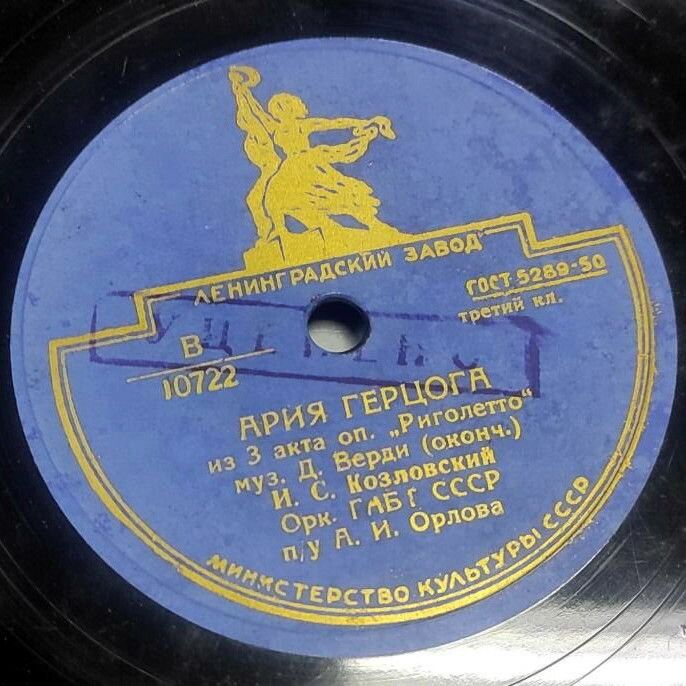 ЛЕНИНГРАДСКИЙ ЗАВОД
ГОСТ-5289-50
третий кл.
В
10722
АРИЯ ГЕРЦОГА
из 3 акта оп. „Риголетто“
муз. Д. Верди (оконч.)
И. С. Козловский
Орк. ГАБТ СССР
п/у А. И. Орлова
МИНИСТЕРСТВО КУЛЬТУРЫ СССР